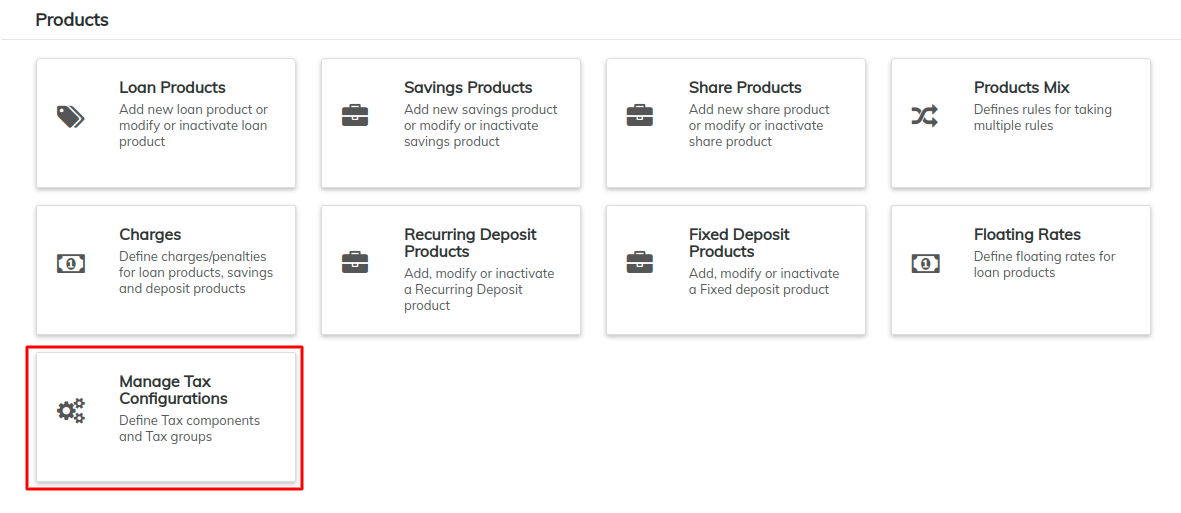 Products
Loan Products
Add new loan product or
modify or inactivate loan
product
Savings Products
Add new savings product
or modify or inactivate
savings product
Share Products
Add new share product
or modify or inactivate
share product
Products Mix
Defines rules for taking
multiple rules
Charges
Define charges/penalties
for loan products, savings
and deposit products
Recurring Deposit
Products
Add, modify or inactivate
a Recurring Deposit
product
Fixed Deposit
Products
Add, modify or inactivate
a Fixed deposit product
Floating Rates
Define floating rates for
loan products
Manage Tax
Configurations
Define Tax components
and Tax groups